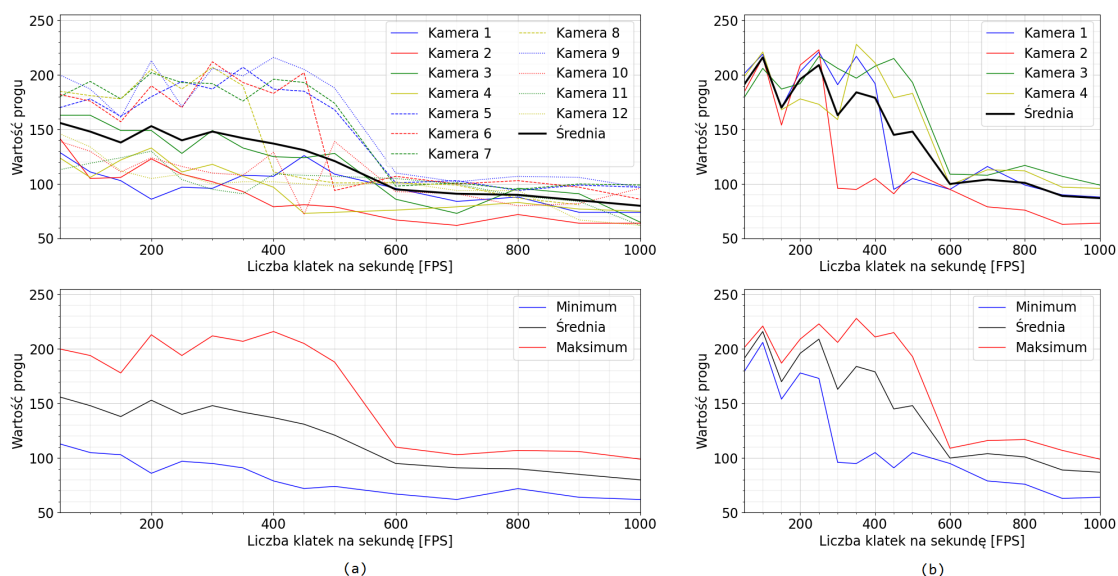 250
200
150
100
50
Wartość progu
Kamera 1
Kamera 2
Kamera 3
Kamera 4
Kamera 5
Kamera 6
Kamera 7
Kamera 8
Kamera 9
Kamera 10
Kamera 11
Kamera 12
Średnia
200 400 600 800 1000
Liczba klatek na sekundę [FPS]
250
200
150
100
50
Wartość progu
Minimum
Średnia
Maksimum
200 400 600 800 1000
Liczba klatek na sekundę [FPS]
(a)
250
200
150
100
50
Wartość progu
Kamera 1
Kamera 2
Kamera 3
Kamera 4
Średnia
200 400 600 800 1000
Liczba klatek na sekundę [FPS]
250
200
150
100
50
Wartość progu
Minimum
Średnia
Maksimum
200 400 600 800 1000
Liczba klatek na sekundę [FPS]
(b)